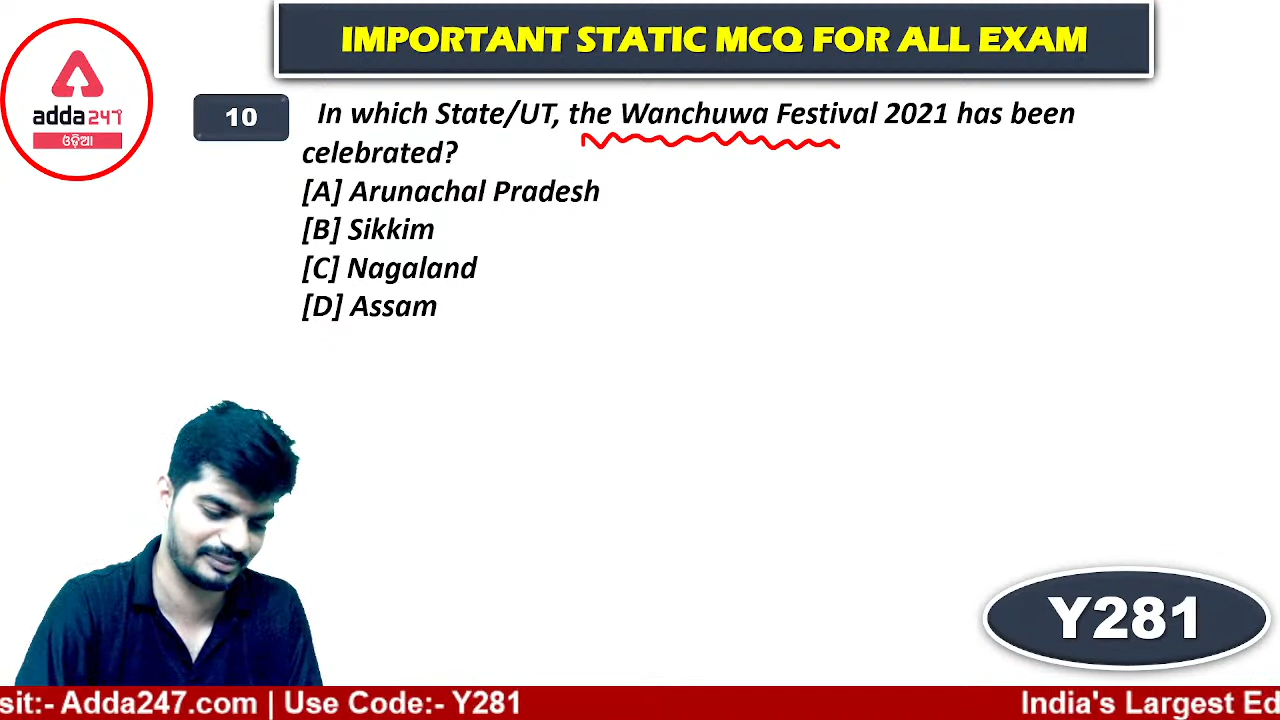 IMPORTANT STATIC MCQ FOR ALL EXAM
adda247
ଓଡ଼ିଆ
10
In which State/UT, the Wanchuwa Festival 2021 has been
celebrated?
[A] Arunachal Pradesh
[B] Sikkim
[C] Nagaland
[D] Assam
Y281
sit:- Adda247.com | Use Code:- Y281
India's Largest Ed